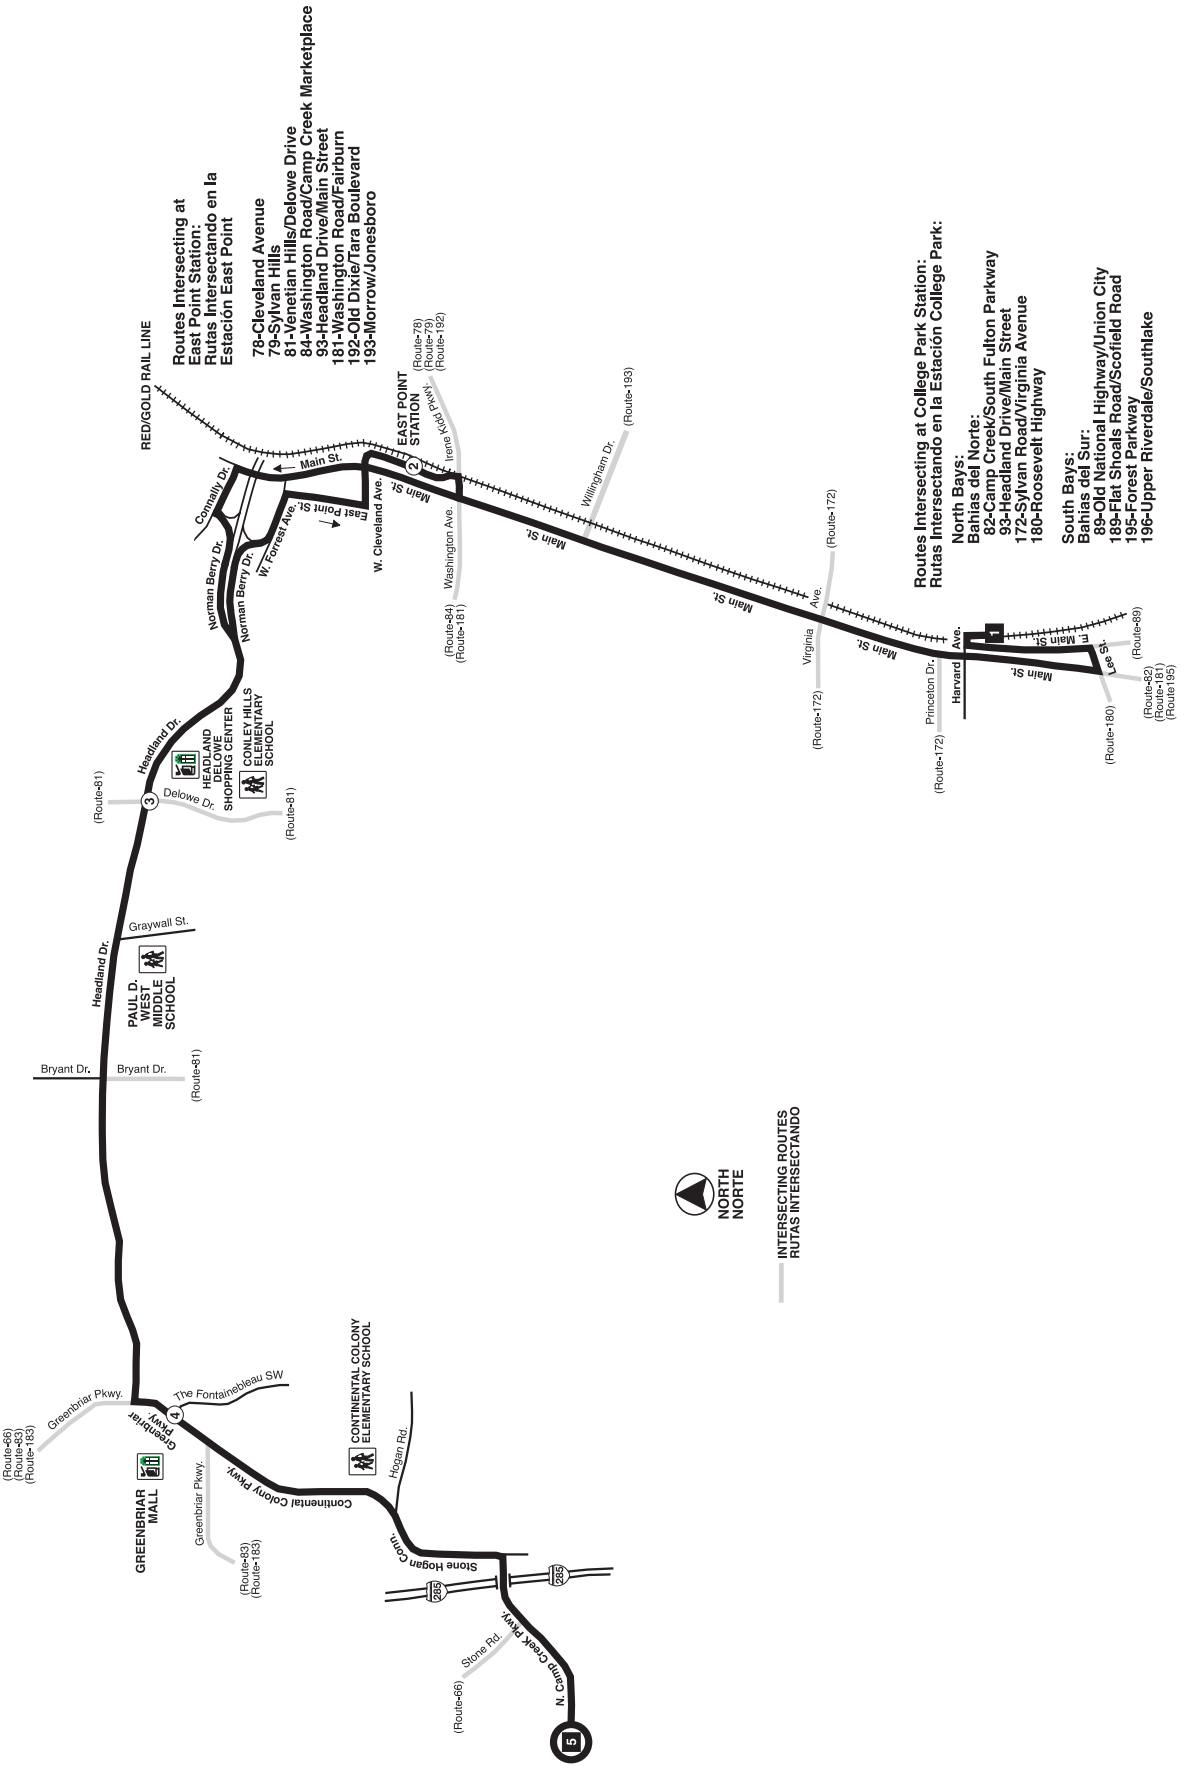 RED/GOLD RAIL LINE
Routes Intersecting at
East Point Station:
Rutas Intersectando en la
Estación East Point
78-Cleveland Avenue
79-Sylvan Hills
81-Venetian Hills/Delowe Drive
84-Washington Road/Camp Creek Marketplace
93-Headland Drive/Main Street
181-Washington Road/Fairburn
192-Old Dixie/Tara Boulevard
193-Morrow/Jonesboro
Connally Dr.
Main St.
Norman Berry Dr.
Norman Berry Dr.
W. Forrest Ave.
East Point St.
W. Cleveland Ave.
Main St.
EAST POINT
STATION
2
(Route-78)
(Route-79)
(Route-192)
Irene Kidd Pkwy.
Washington Ave.
(Route-84)
(Route-181)
Main St.
Willingham Dr.
(Route-193)
Main St.
(Route-172)
Virginia Ave.
(Route-172)
Main St.
Princeton Dr.
(Route-172)
Harvard Ave.
1
Main St.
E. Main St.
Lee St.
(Route-89)
(Route-180)
(Route-82)
(Route-181)
(Route195)
Routes Intersecting at College Park Station:
Rutas Intersectando en la Estación College Park:
North Bays:
Bahias del Norte:
82-Camp Creek/South Fulton Parkway
93-Headland Drive/Main Street
172-Sylvan Road/Virginia Avenue
180-Roosevelt Highway
South Bays:
Bahias del Sur:
89-Old National Highway/Union City
189-Flat Shoals Road/Scofield Road
195-Forest Parkway
196-Upper Riverdale/Southlake
Headland Dr.
HEADLAND
DELOWE
SHOPPING CENTER
CONLEY HILLS
ELEMENTARY
SCHOOL
(Route-81)
3
Delowe Dr.
(Route-81)
Graywall St.
Headland Dr.
PAUL D.
WEST
MIDDLE
SCHOOL
Bryant Dr.
Bryant Dr.
(Route-81)
Greenbriar Pkwy.
(Route-66)
(Route-83)
(Route-183)
Greenbriar
Pkwy.
4
The Fontainebleau SW
GREENBRIAR
MALL
Greenbriar Pkwy.
(Route-83)
(Route-183)
Continental Colony Pkwy.
CONTINENTAL COLONY
ELEMENTARY SCHOOL
Hogan Rd.
Stone Hogan Conn.
285
285
Stone Rd.
(Route-66)
N. Camp Creek Pkwy.
5
NORTH
NORTE
INTERSECTING ROUTES
RUTAS INTERSECTANDO